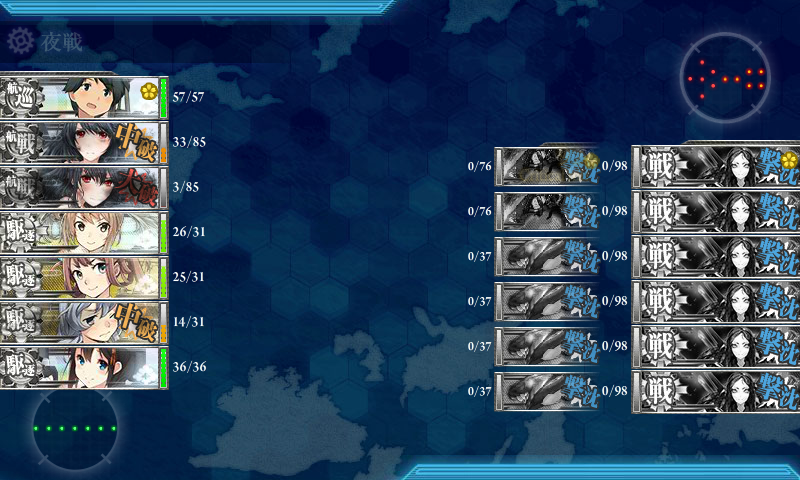 夜戦
航巡 57/57
航戦 中破 33/85
航戦 大破 3/85
駆逐 26/31
駆逐 25/31
駆逐 中破 14/31
駆逐 36/36
0/76 撃沈 0/98 戦 撃沈
0/76 撃沈 0/98 戦 撃沈
0/37 撃沈 0/98 戦 撃沈
0/37 撃沈 0/98 戦 撃沈
0/37 撃沈 0/98 戦 撃沈
0/37 撃沈 0/98 戦 撃沈